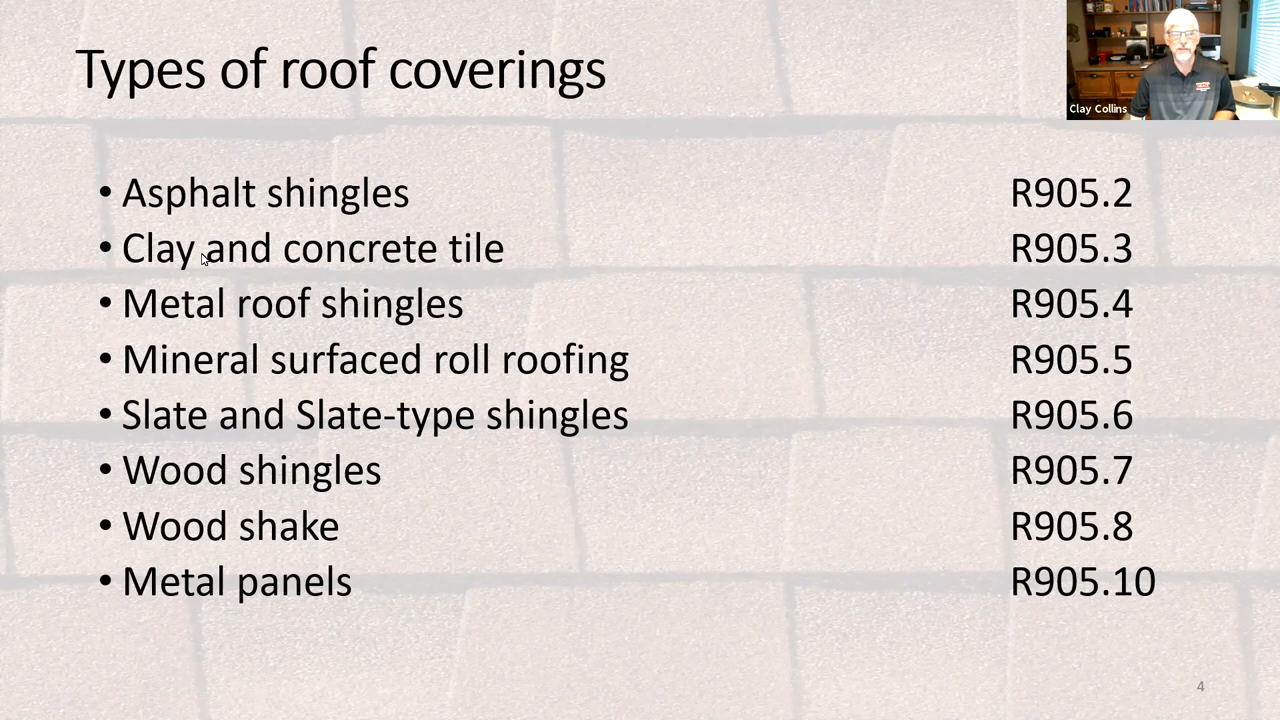 Types of roof coverings
Clay Collins
• Asphalt shingles R905.2
• Clay and concrete tile R905.3
• Metal roof shingles R905.4
• Mineral surfaced roll roofing R905.5
• Slate and Slate-type shingles R905.6
• Wood shingles R905.7
• Wood shake R905.8
• Metal panels R905.10
4